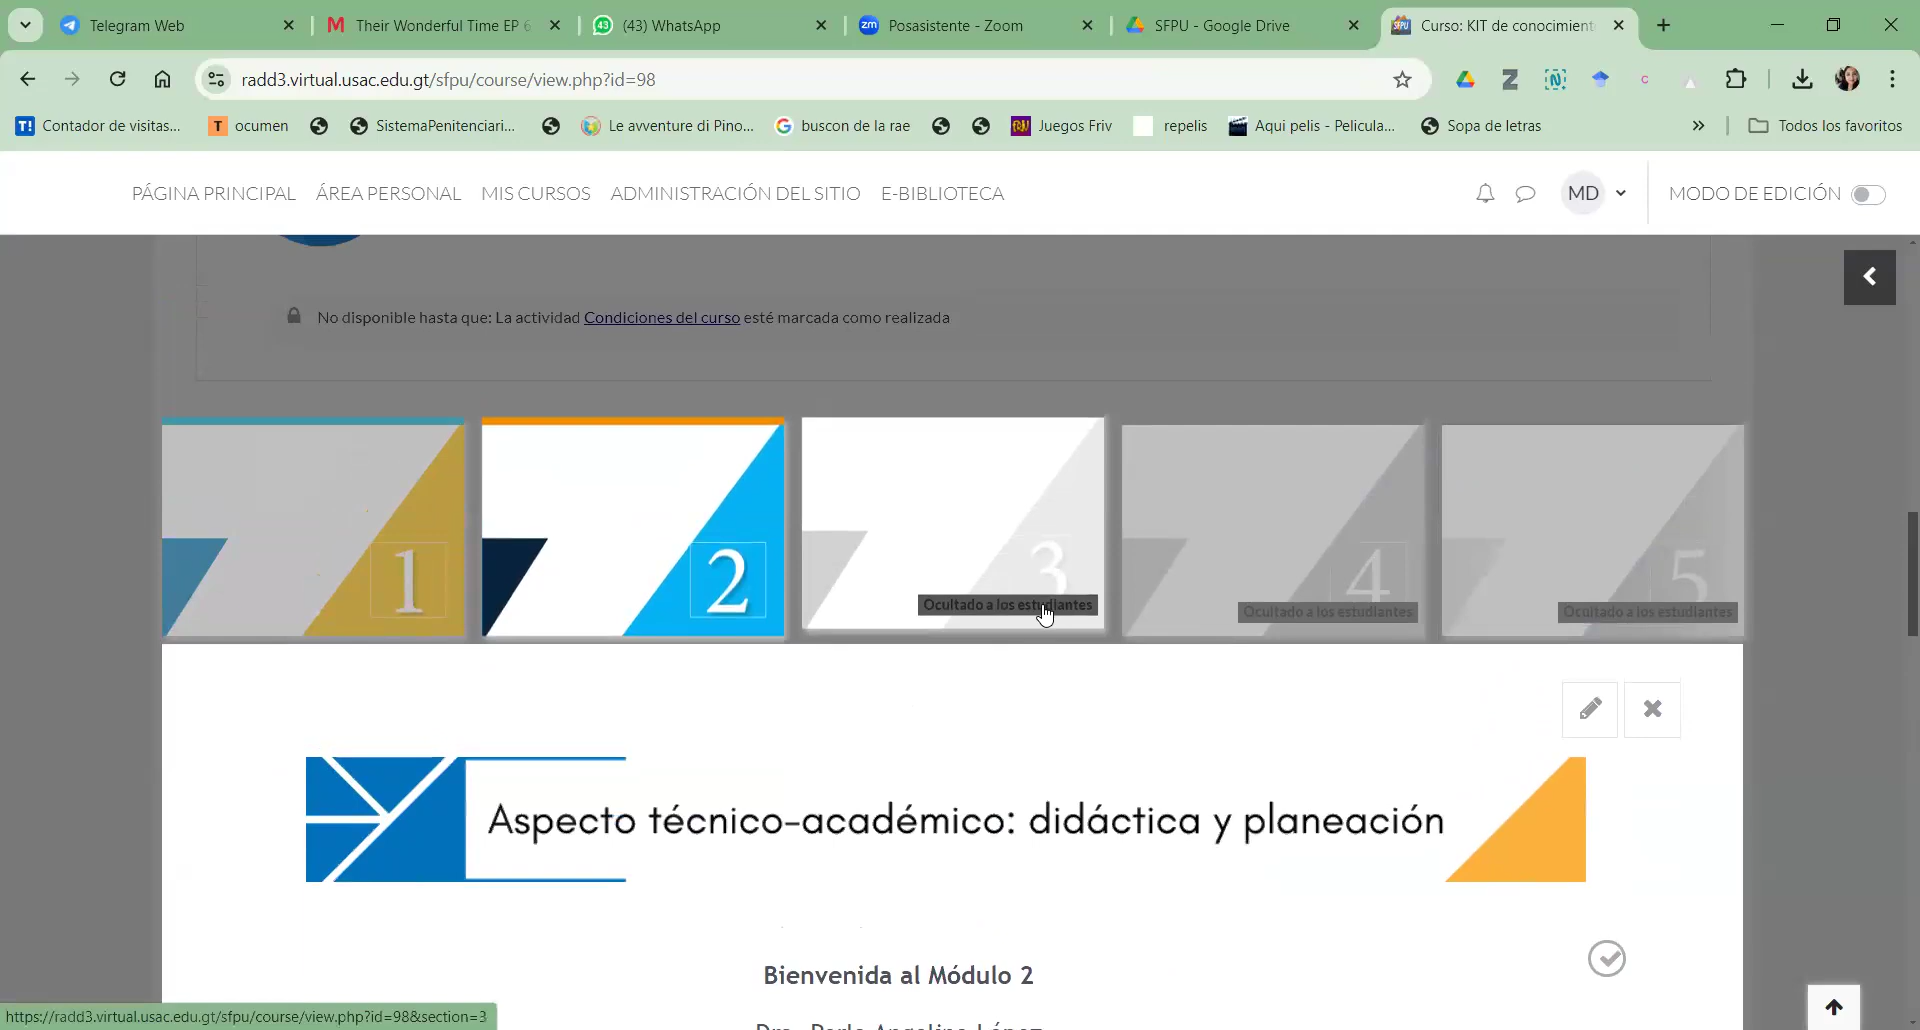 Telegram Web
Their Wonderful Time EP 6
(43) WhatsApp
Posasistente - Zoom
SFPU - Google Drive
Curso: KIT de conocimient
radd3.virtual.usac.edu.gt/sfpu/course/view.php?id=98
Contador de visitas...
ocumen
SistemaPenitenciari...
Le avventure di Pino...
buscon de la rae
Juegos Friv
repelis
Aqui pelis - Pelicula...
Sopa de letras
Todos los favoritos
PÁGINA PRINCIPAL
ÁREA PERSONAL
MIS CURSOS
ADMINISTRACIÓN DEL SITIO
E-BIBLIOTECA
MD
MODO DE EDICIÓN
No disponible hasta que: La actividad Condiciones del curso esté marcada como realizada
1
2
3
4
5
Ocultado a los estudiantes
Ocultado a los estudiantes
Ocultado a los estudiantes
Aspecto técnico-académico: didáctica y planeación
Bienvenida al Módulo 2
Dra. Perla Angelina López
https://radd3.virtual.usac.edu.gt/sfpu/course/view.php?id=98&section=3